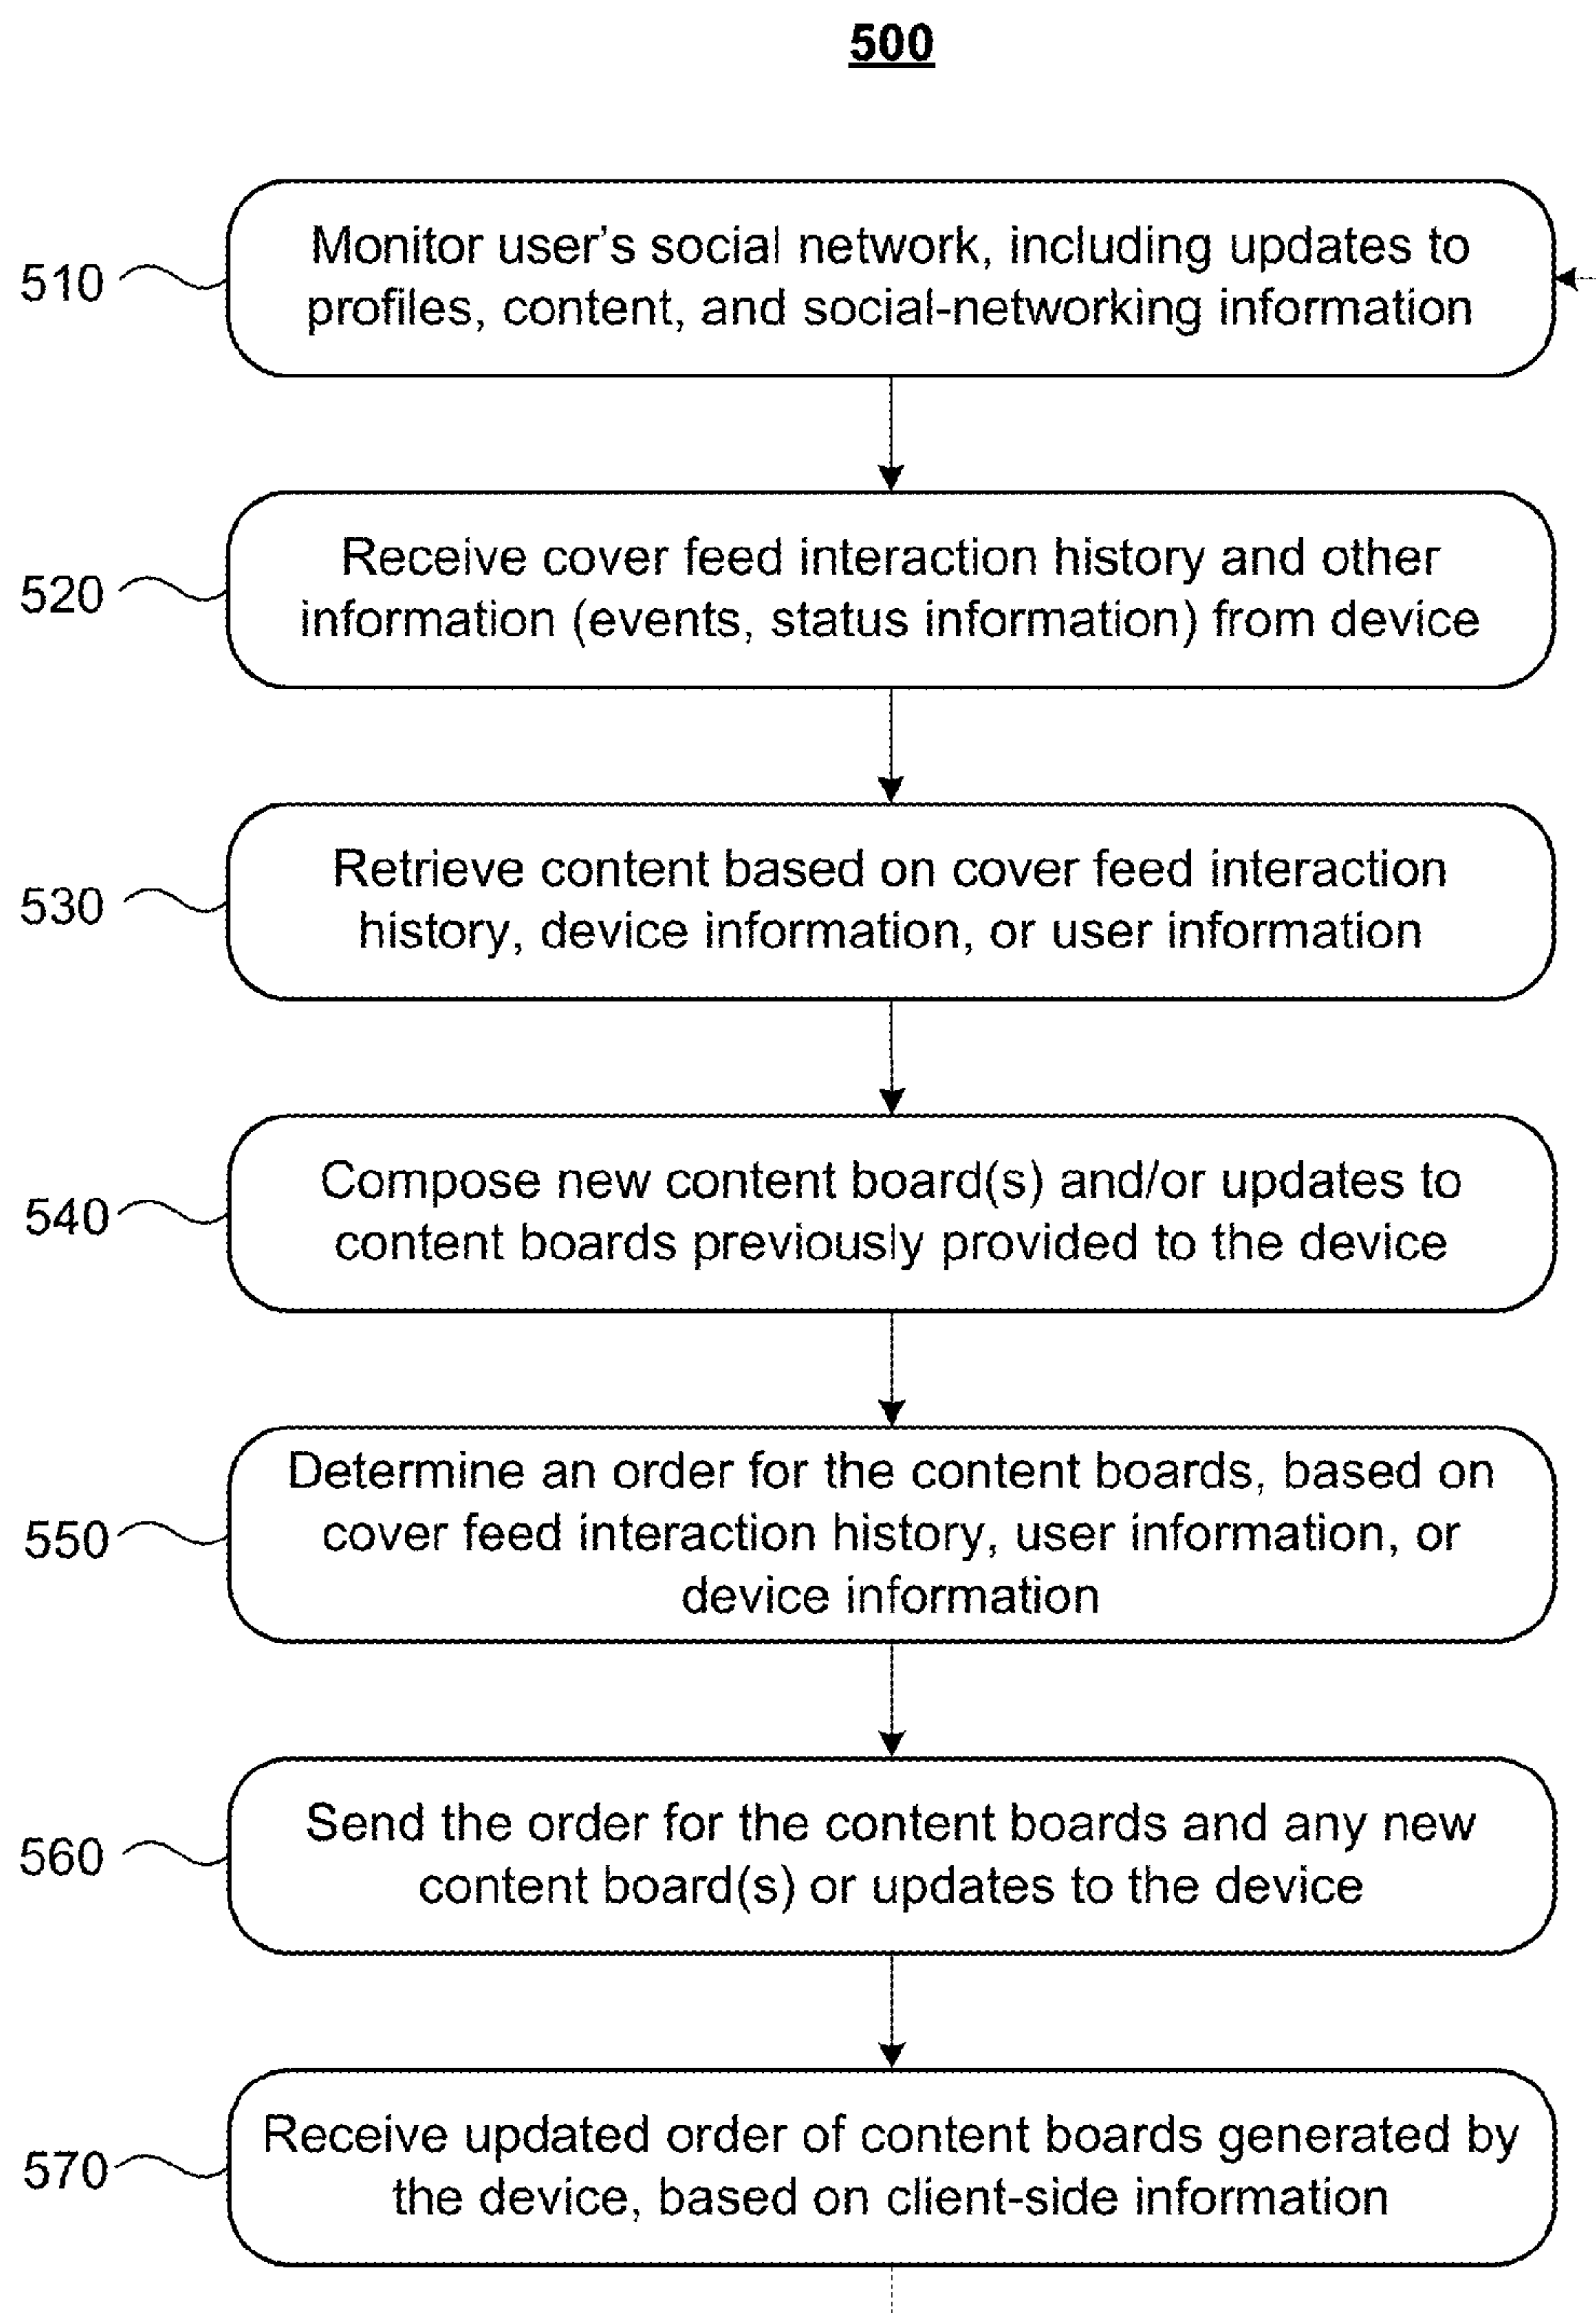 500
510
Monitor user's social network, including updates to
profiles, content, and social-networking information
520
Receive cover feed interaction history and other
information (events, status information) from device
530
Retrieve content based on cover feed interaction
history, device information, or user information
540
Compose new content board(s) and/or updates to
content boards previously provided to the device
550
Determine an order for the content boards, based on
cover feed interaction history, user information, or
device information
560
Send the order for the content boards and any new
content board(s) or updates to the device
570
Receive updated order of content boards generated by
the device, based on client-side information